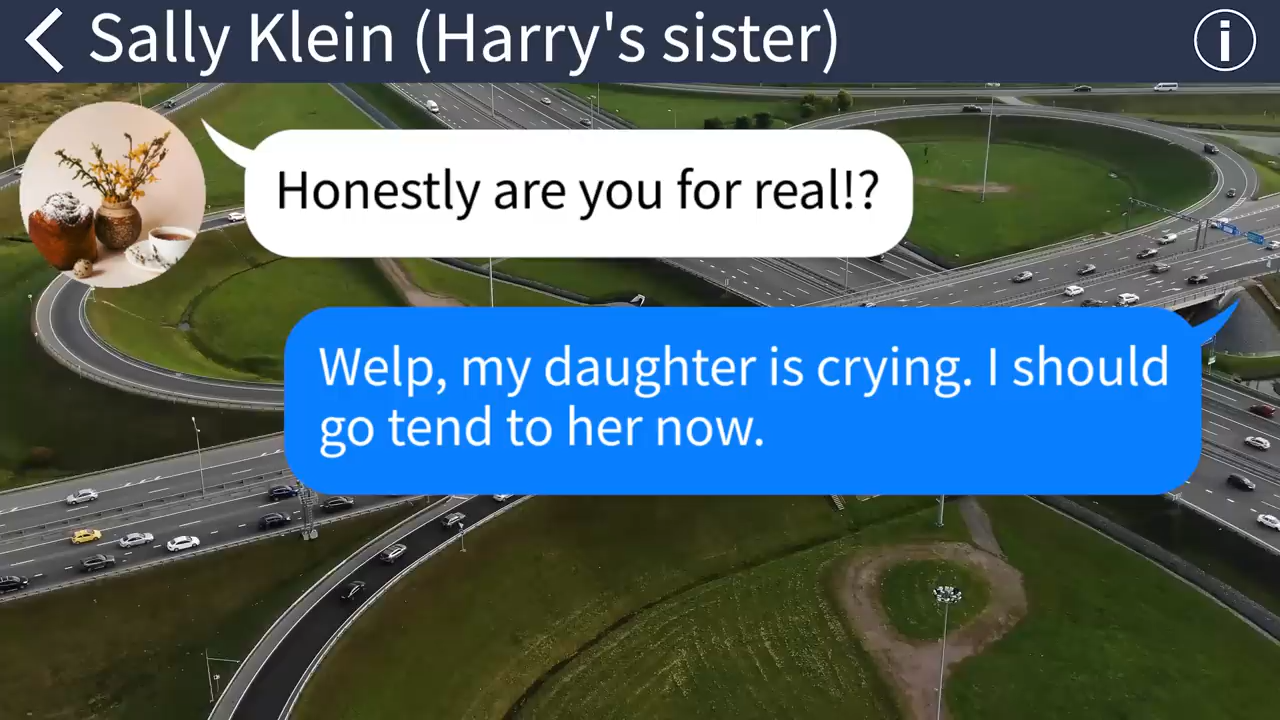 Sally Klein (Harry's sister)
Honestly are you for real!?
Welp, my daughter is crying. I should
go tend to her now.